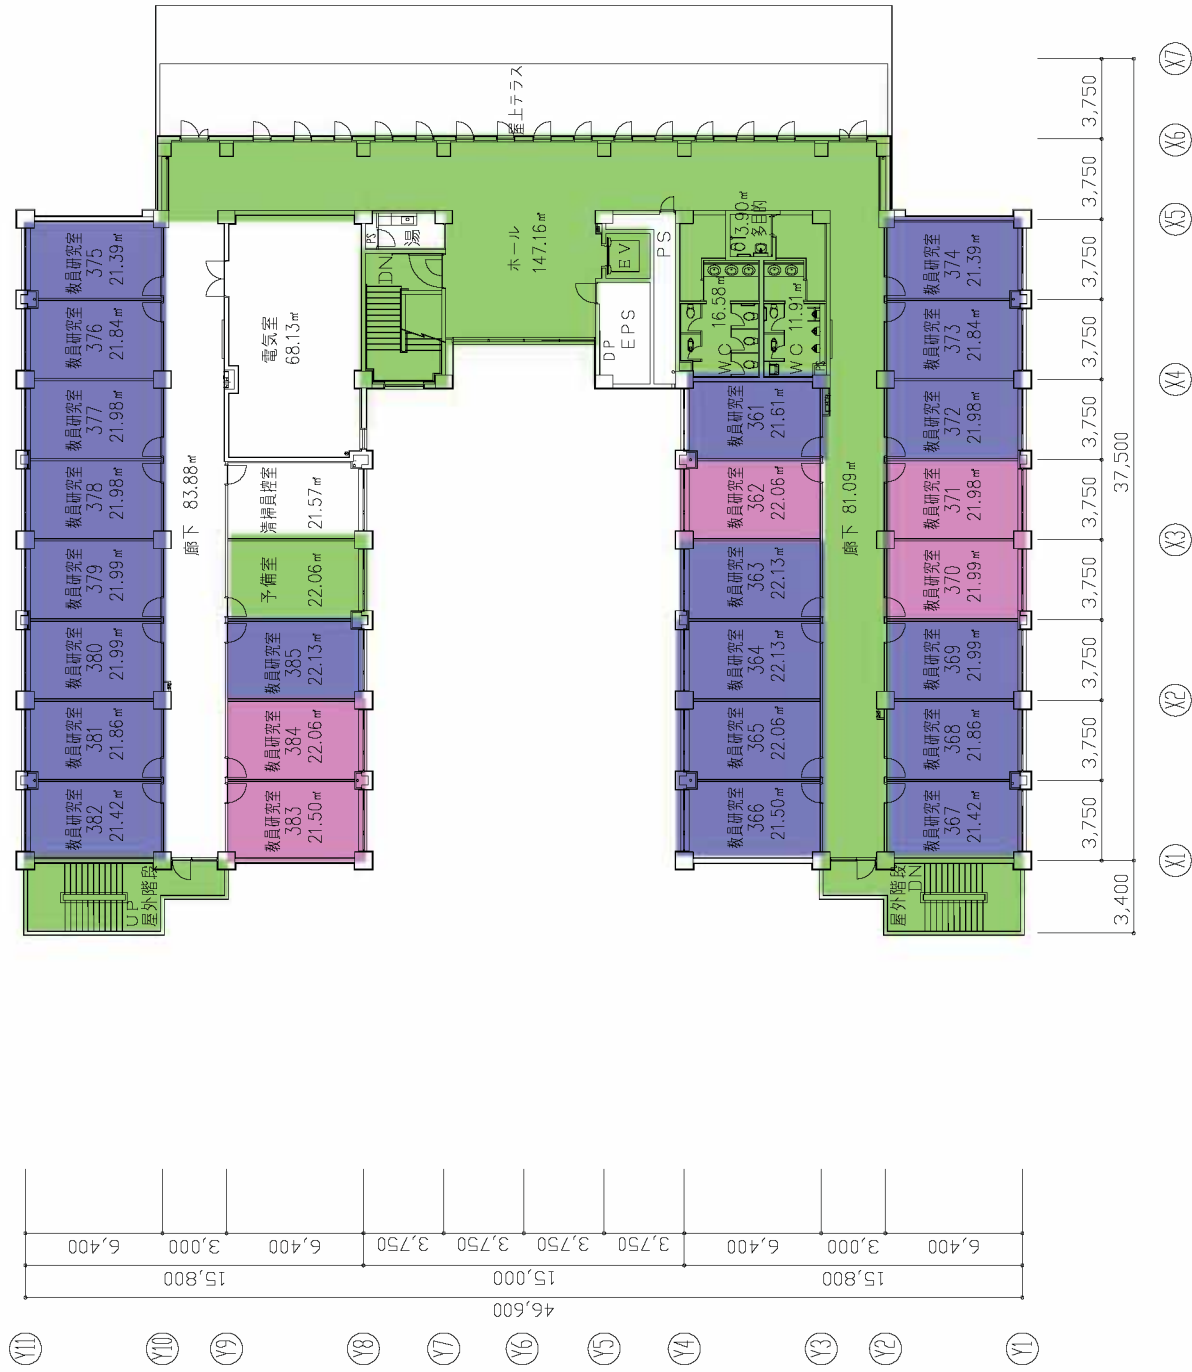 屋上テラス
X7
X6
X5
X4
X3
X2
X1
3,750
3,750
3,750
3,750
3,750
3,750
3,750
3,750
3,750
3,750
37,500
3,400
教員研究室
375
21.39㎡
教員研究室
376
21.84㎡
教員研究室
377
21.98㎡
教員研究室
378
21.98㎡
教員研究室
379
21.99㎡
教員研究室
380
21.99㎡
教員研究室
381
21.86㎡
教員研究室
382
21.42㎡
UP
屋外階段
廊下 83.88㎡
電気室
68.13㎡
清掃員控室
21.57㎡
予備室
22.06㎡
教員研究室
385
22.13㎡
教員研究室
384
22.06㎡
教員研究室
383
21.50㎡
PS
湯
DN
ホール
147.16㎡
EV
PS
DP
EPS
3.90㎡
多目的
WC
16.58㎡
WC
11.91㎡
PS
教員研究室
361
21.61㎡
教員研究室
362
22.06㎡
教員研究室
363
22.13㎡
教員研究室
364
22.13㎡
教員研究室
365
22.06㎡
教員研究室
366
21.50㎡
廊下 81.09㎡
教員研究室
374
21.39㎡
教員研究室
373
21.84㎡
教員研究室
372
21.98㎡
教員研究室
371
21.98㎡
教員研究室
370
21.99㎡
教員研究室
369
21.99㎡
教員研究室
368
21.86㎡
教員研究室
367
21.42㎡
屋外階段
DN
6,400
3,000
6,400
3,750
3,750
3,750
3,750
6,400
3,000
6,400
15,800
15,000
15,800
46,600
Y11
Y10
Y9
Y8
Y7
Y6
Y5
Y4
Y3
Y2
Y1